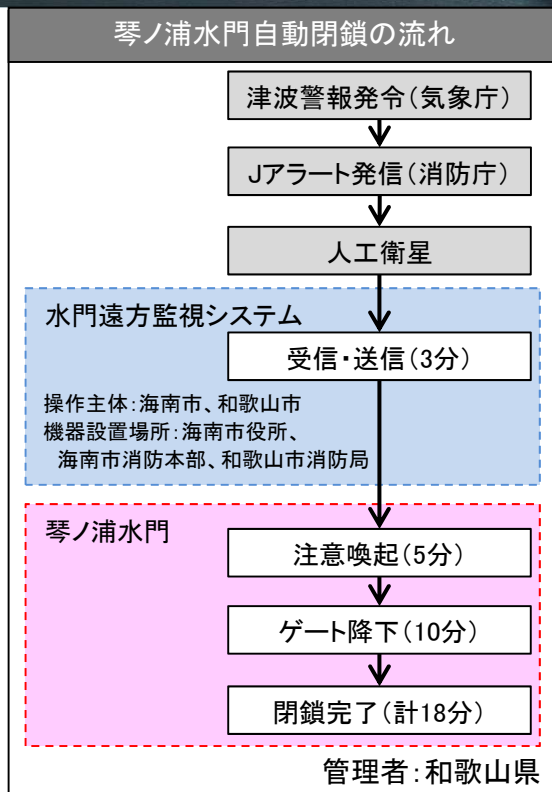 琴ノ浦水門自動閉鎖の流れ
津波警報発令(気象庁)
Jアラート発信(消防庁)
人工衛星
水門遠方監視システム
受信・送信(3分)
操作主体:海南市、和歌山市
機器設置場所:海南市役所、
海南市消防本部、和歌山市消防局
琴ノ浦水門
注意喚起(5分)
ゲート降下(10分)
閉鎖完了(計18分)
管理者:和歌山県